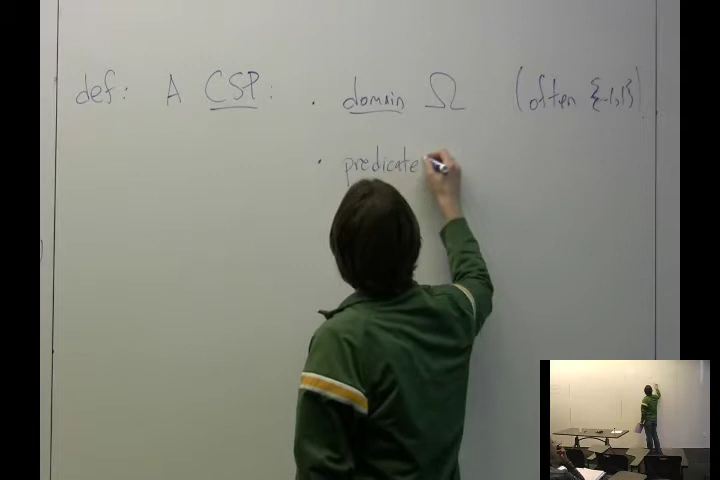 def: A CSP: · domain Ω (often {-1,1})
· predicate